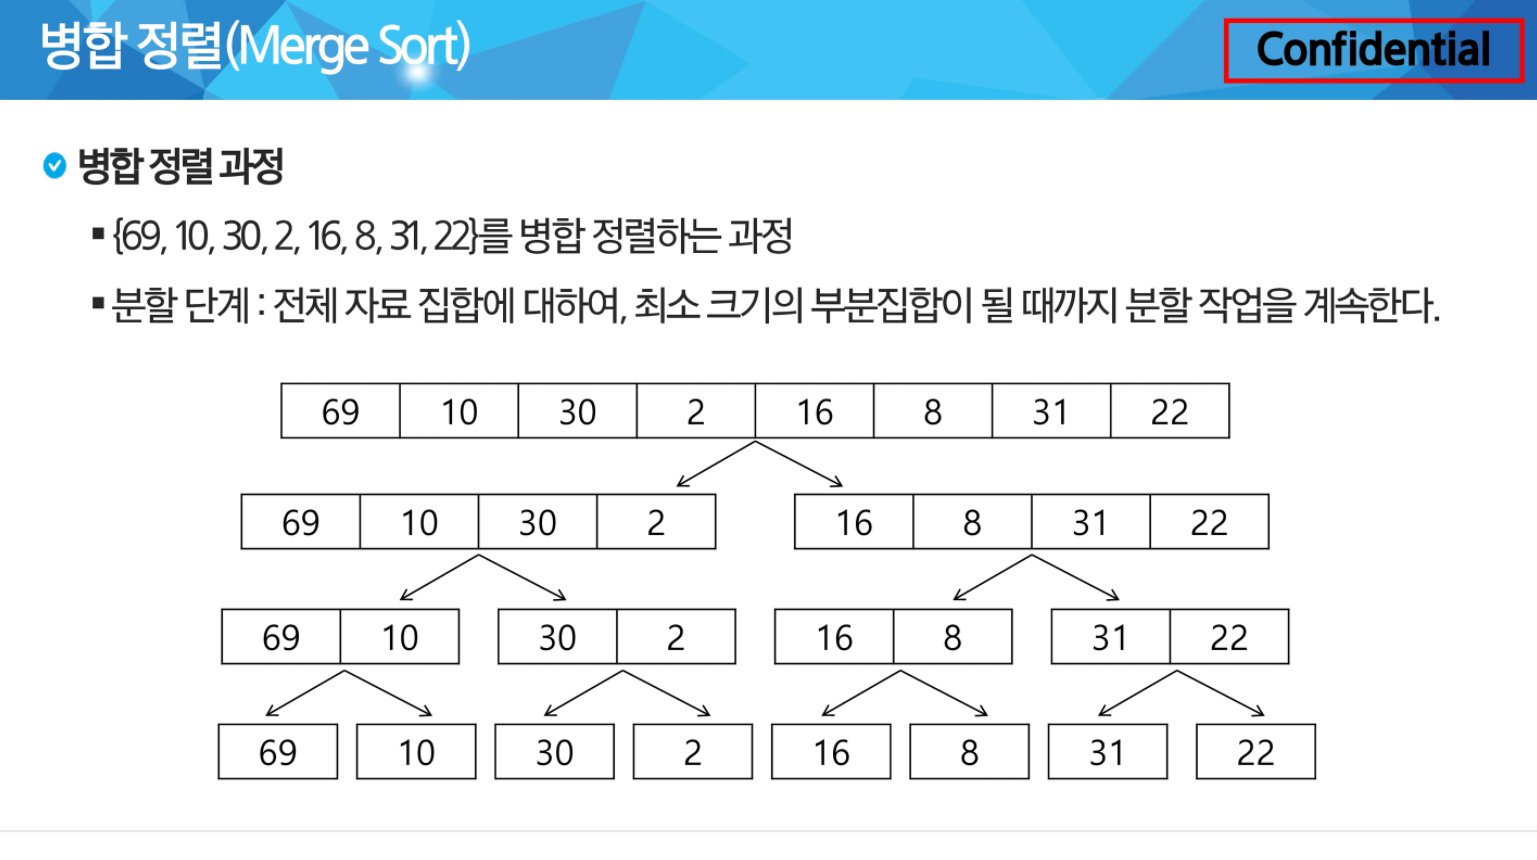 병합 정렬(Merge Sort)
Confidential
병합 정렬 과정
▪ {69, 10, 30, 2, 16, 8, 31, 22}를 병합 정렬하는 과정
▪ 분할 단계 : 전체 자료 집합에 대하여, 최소 크기의 부분집합이 될 때까지 분할 작업을 계속한다.
69 10 30 2 16 8 31 22
69 10 30 2 16 8 31 22
69 10 30 2 16 8 31 22
69 10 30 2 16 8 31 22